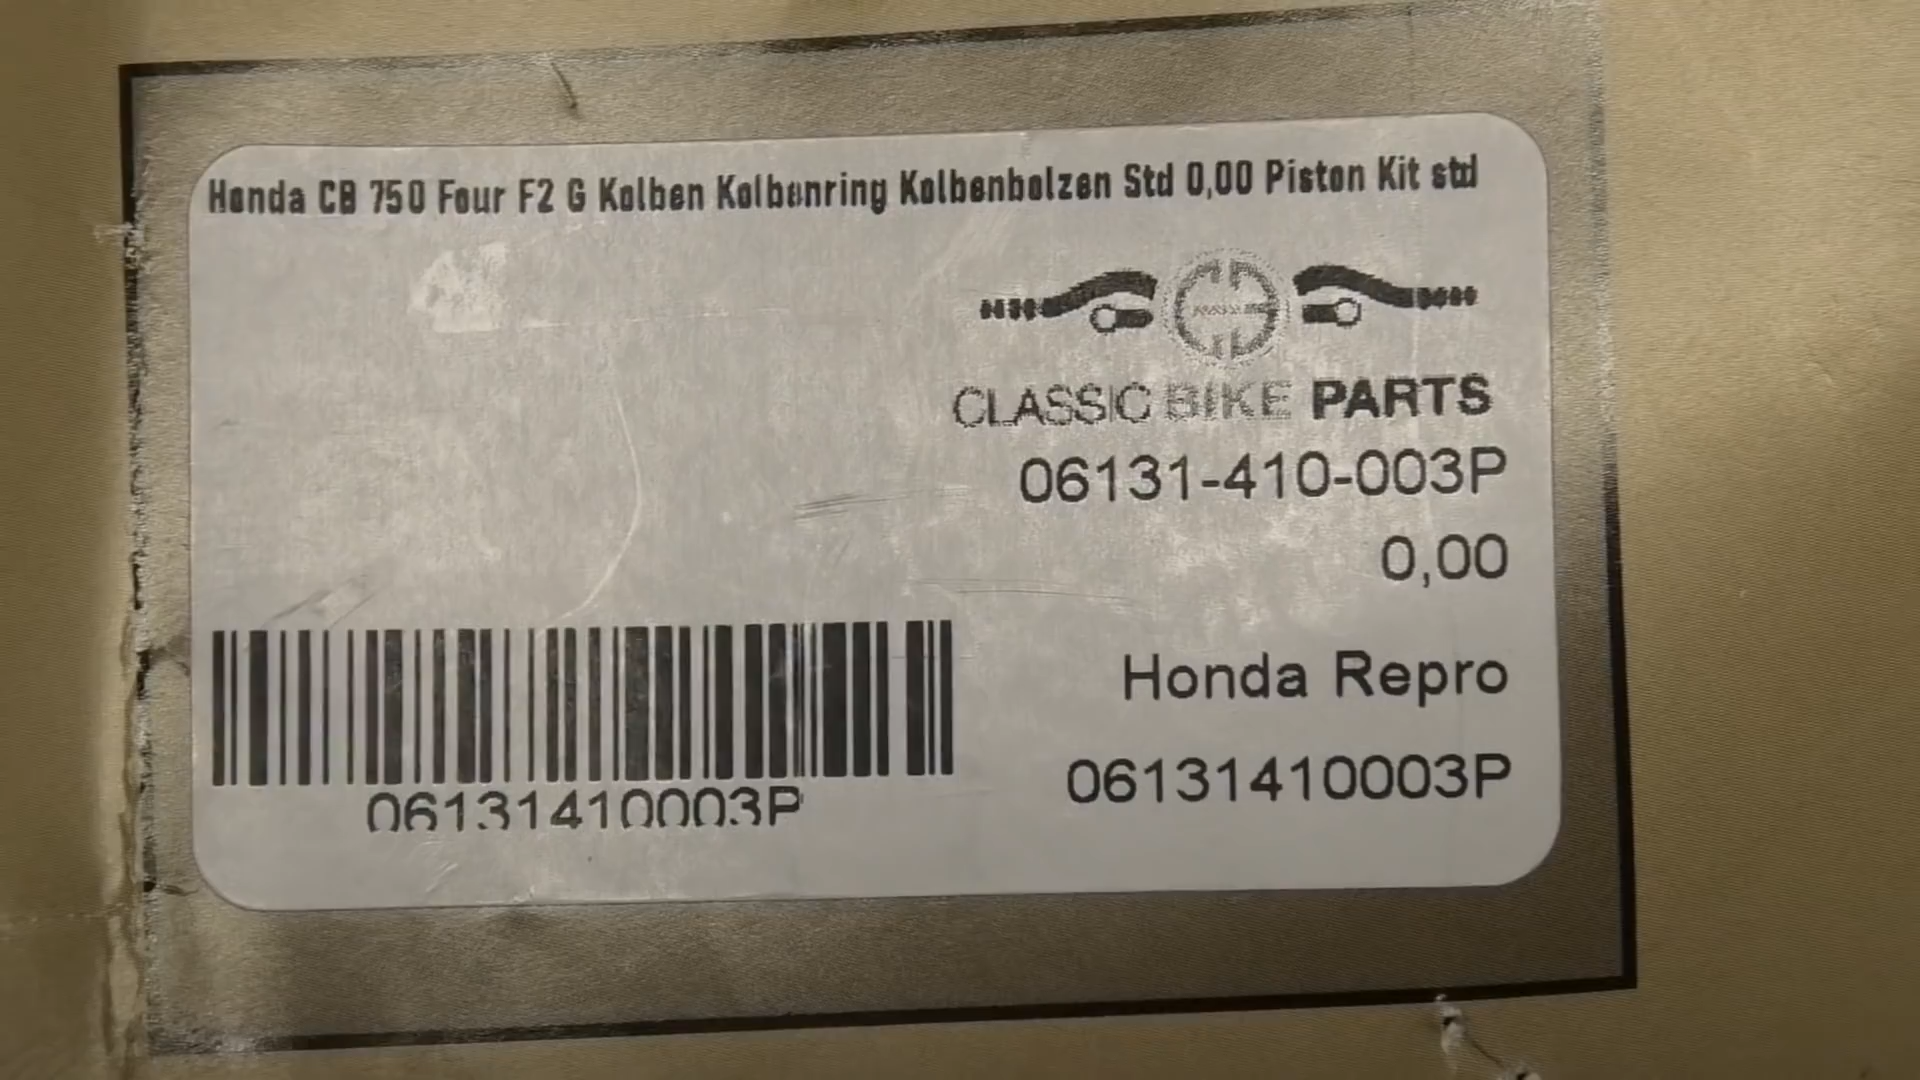 Honda CB 750 Four F2 G Kolben Kolbenring Kolbenbolzen Std 0,00 Piston Kit std
CLASSIC BIKE PARTS
06131-410-003P
0,00
Honda Repro
06131410003P
06131410003P